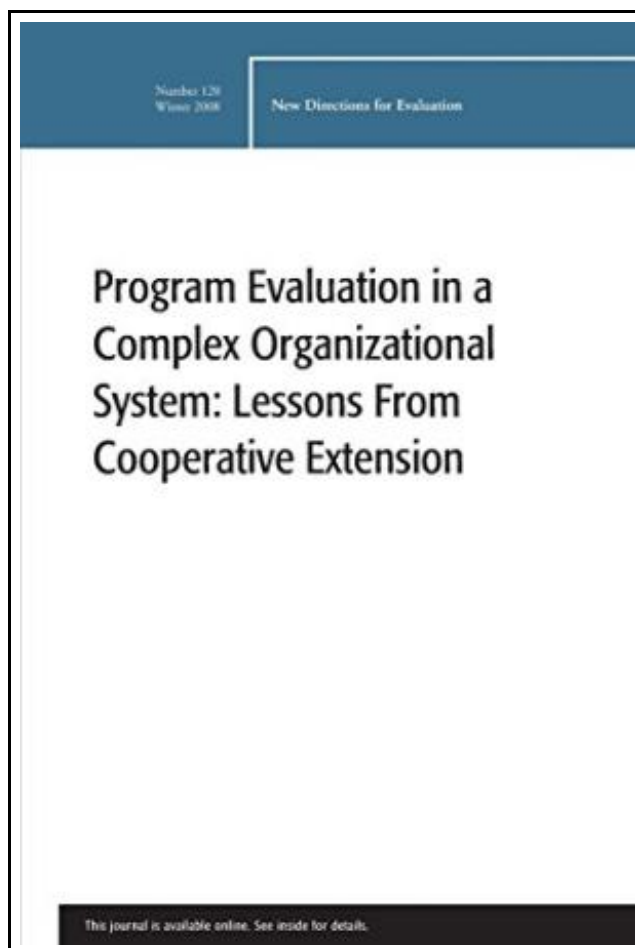 Number 120
Winter 2008
New Directions for Evaluation
Program Evaluation in a
Complex Organizational
System: Lessons From
Cooperative Extension
This journal is available online. See inside for details.